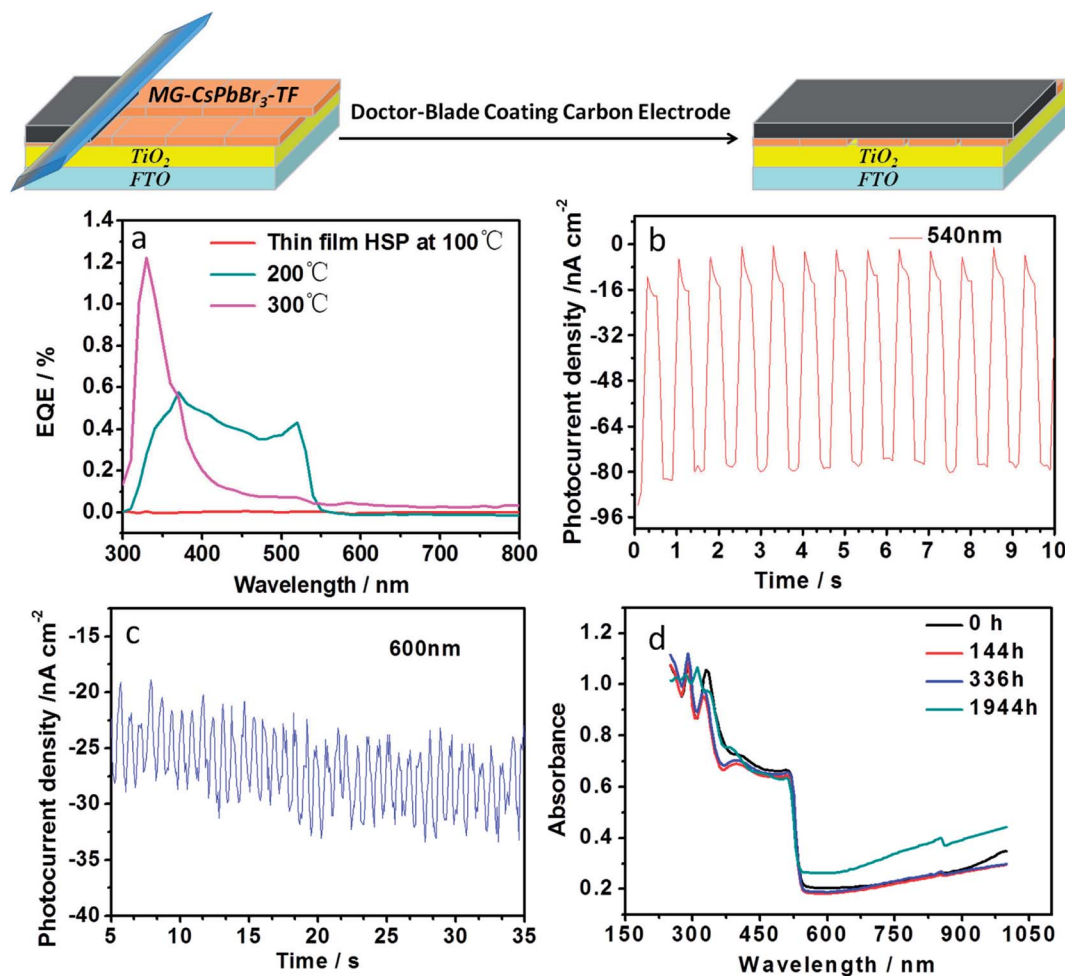 MG-CsPbBr₃-TF
TiO₂
FTO
Doctor-Blade Coating Carbon Electrode
TiO₂
FTO
a
Thin film HSP at 100℃
200℃
300℃
EQE / %
1.4
1.2
1.0
0.8
0.6
0.4
0.2
0.0
300 400 500 600 700 800
Wavelength / nm
b
540nm
Photocurrent density /nA cm⁻²
0
-16
-32
-48
-64
-80
-96
0 1 2 3 4 5 6 7 8 9 10
Time / s
c
600nm
Photocurrent density /nA cm⁻²
-15
-20
-25
-30
-35
-40
5 10 15 20 25 30 35
Time / s
d
0 h
144h
336h
1944h
Absorbance
1.2
1.0
0.8
0.6
0.4
0.2
150 300 450 600 750 900 1050
Wavelength / nm